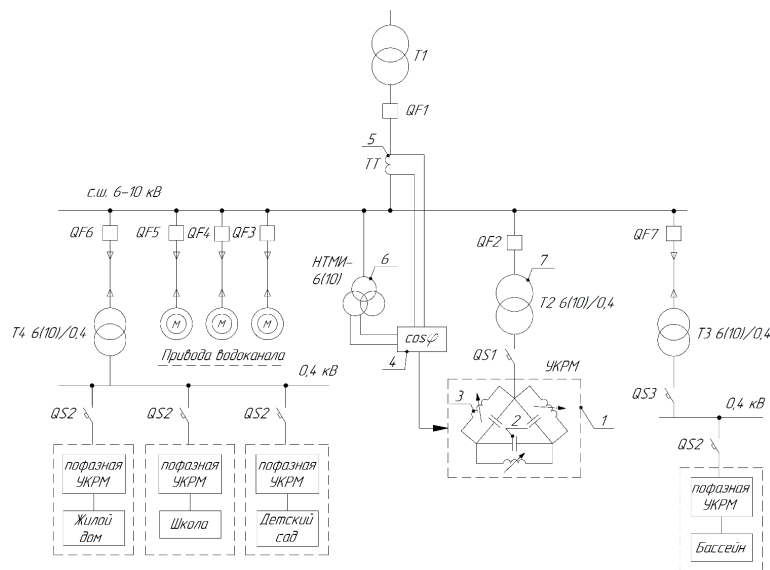 T1
QF1
5
ТТ
с.ш. 6–10 кВ
QF6
QF5
QF4
QF3
НТМИ–
6(10)
6
QF2
7
QF7
T4 6(10)/0,4
М
М
М
Привода водоканала
cosφ
4
T2 6(10)/0,4
T3 6(10)/0,4
QS1
УКРМ
0,4 кВ
3
2
1
QS3
0,4 кВ
QS2
QS2
QS2
QS2
пофазная
УКРМ
пофазная
УКРМ
пофазная
УКРМ
пофазная
УКРМ
Жилой
дом
Школа
Детский
сад
Бассейн